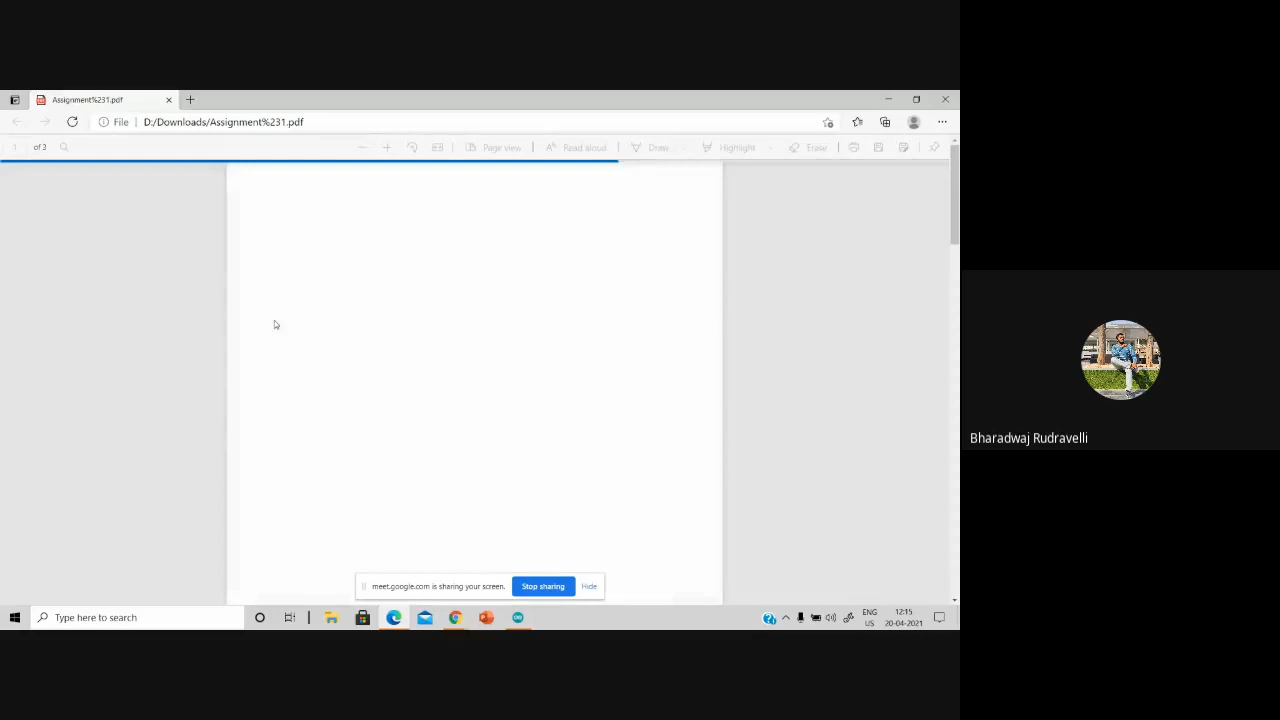 Assignment%231.pdf
File
D:/Downloads/Assignment%231.pdf
1 of 3
Page view
Read aloud
Draw
Highlight
Erase
Bharadwaj Rudravelli
meet.google.com is sharing your screen.
Stop sharing
Hide
Type here to search
ENG
US
12:15
20-04-2021